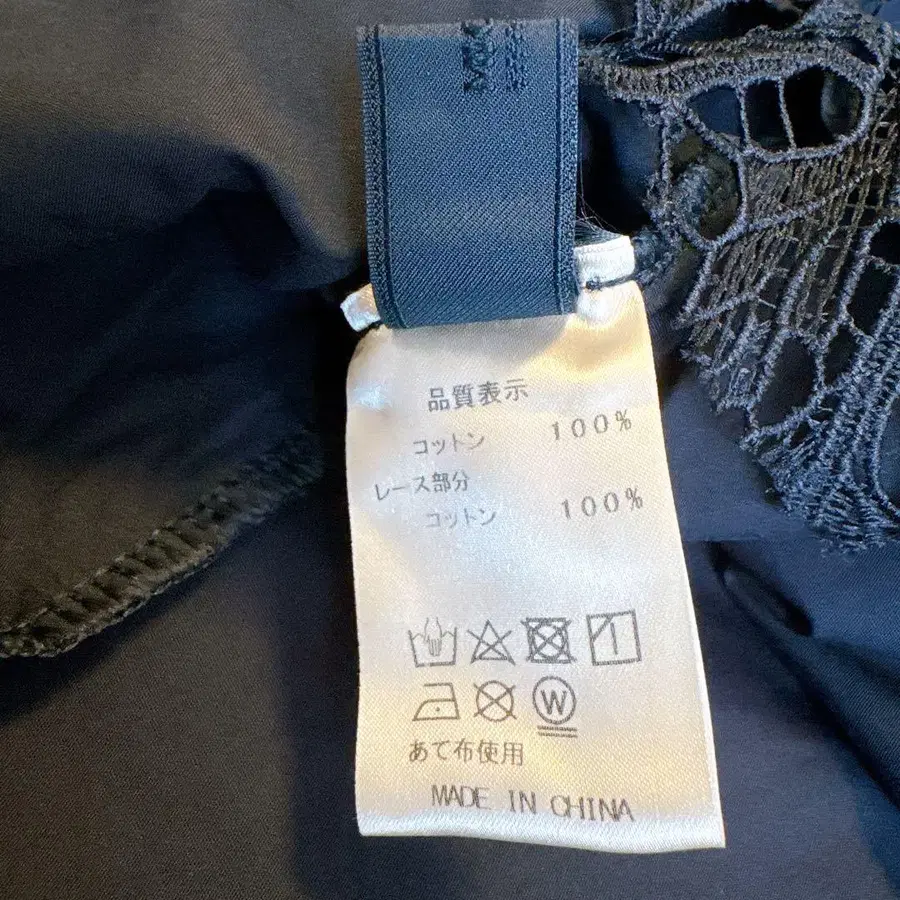 品質表示
コットン 100%
レース部分
コットン 100%
W
あて布使用
MADE IN CHINA